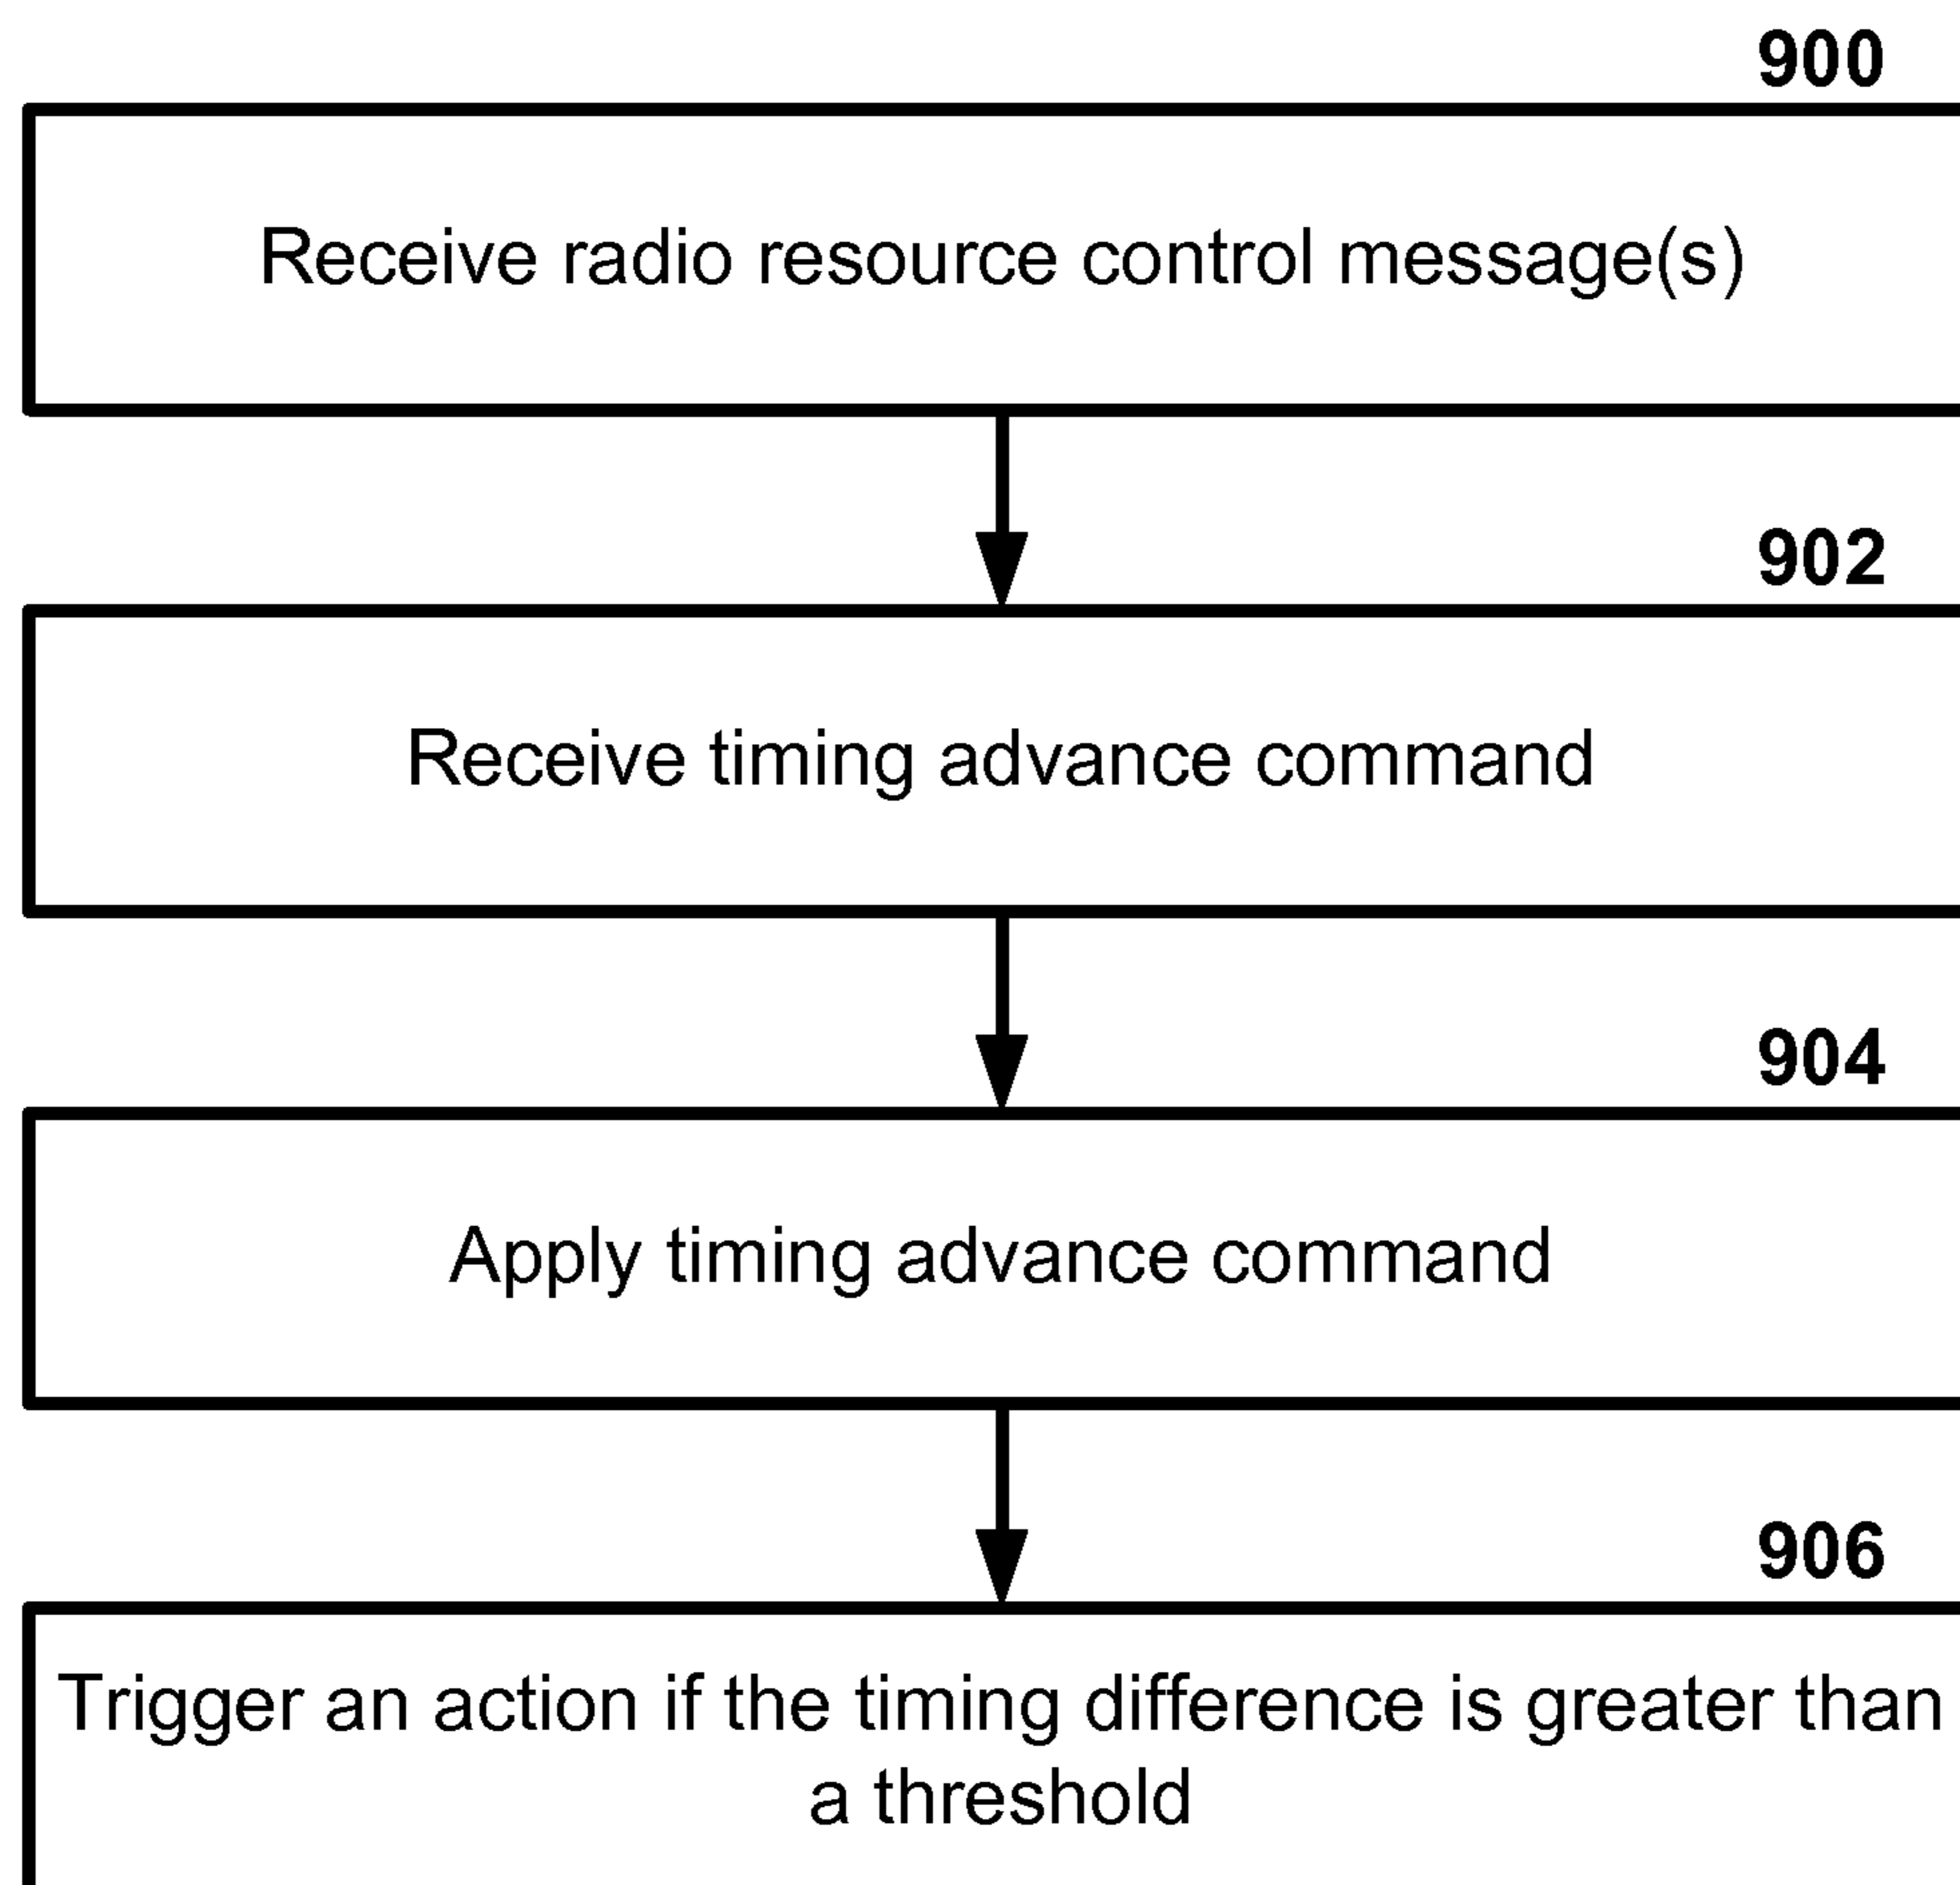 900
Receive radio resource control message(s)
902
Receive timing advance command
904
Apply timing advance command
906
Trigger an action if the timing difference is greater than
a threshold